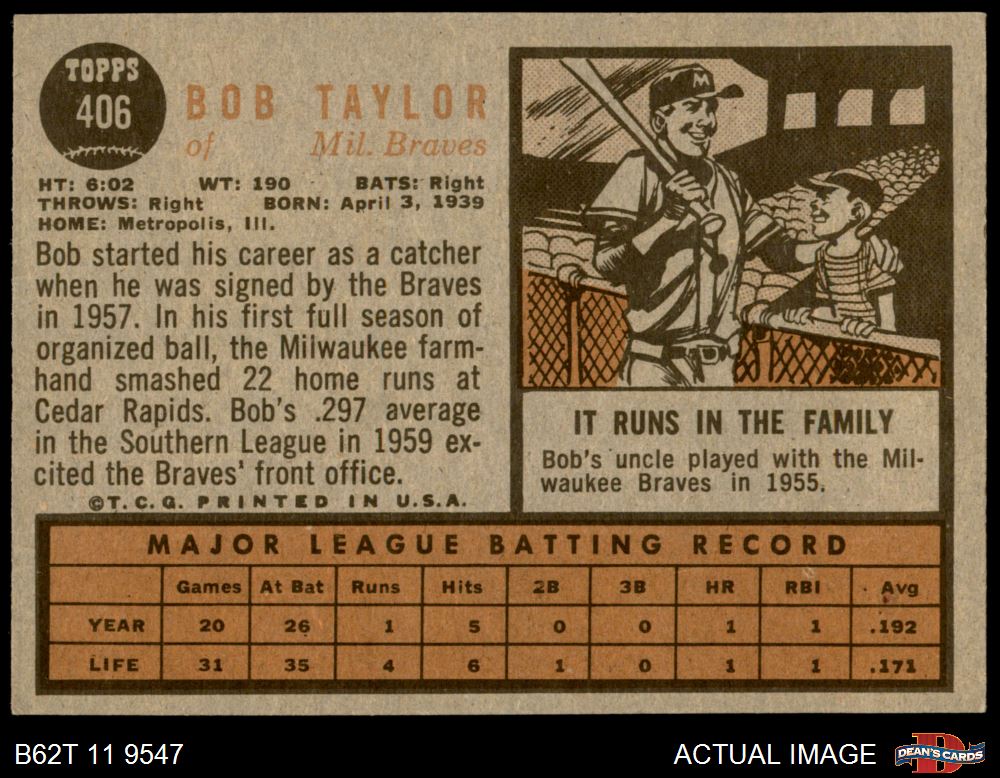 TOPPS
406
BOB TAYLOR
of Mil. Braves
HT: 6:02 WT: 190 BATS: Right
THROWS: Right BORN: April 3, 1939
HOME: Metropolis, Ill.
Bob started his career as a catcher
when he was signed by the Braves
in 1957. In his first full season of
organized ball, the Milwaukee farm-
hand smashed 22 home runs at
Cedar Rapids. Bob's .297 average
in the Southern League in 1959 ex-
cited the Braves' front office.
©T.C.G. PRINTED IN U.S.A.
M
IT RUNS IN THE FAMILY
Bob's uncle played with the Mil-
waukee Braves in 1955.
MAJOR LEAGUE BATTING RECORD
Games At Bat Runs Hits 2B 3B HR RBI Avg
YEAR 20 26 1 5 0 0 1 1 .192
LIFE 31 35 4 6 1 0 1 1 .171
B62T 11 9547
ACTUAL IMAGE
D
DEAN'S CARDS